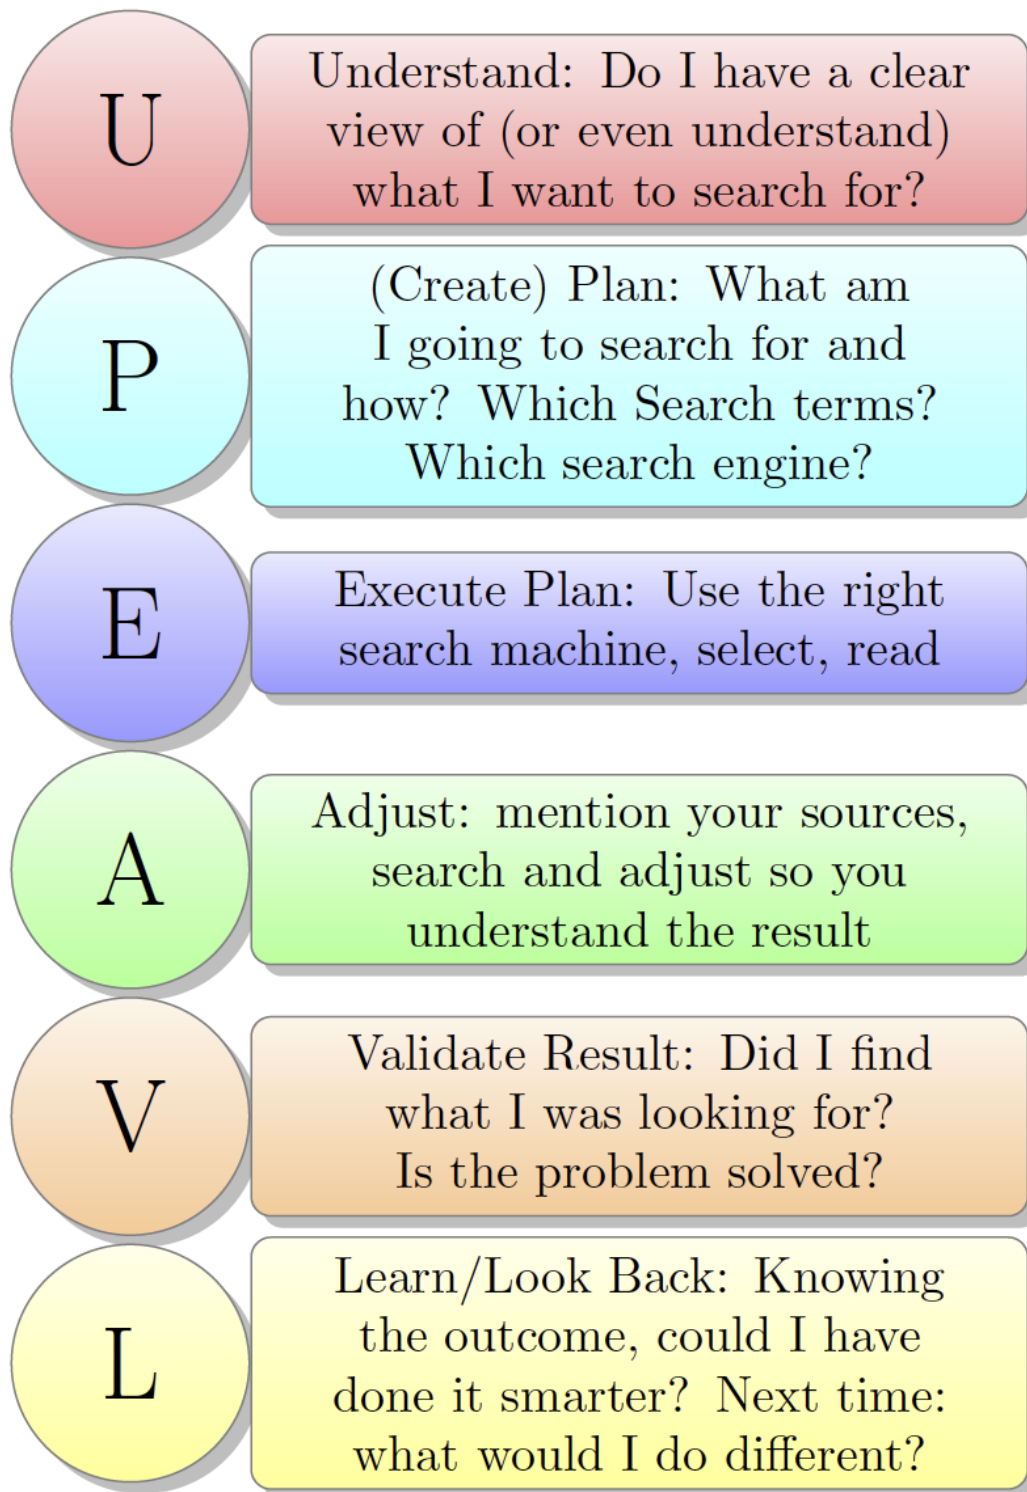 U
Understand: Do I have a clear
view of (or even understand)
what I want to search for?
P
(Create) Plan: What am
I going to search for and
how? Which Search terms?
Which search engine?
E
Execute Plan: Use the right
search machine, select, read
A
Adjust: mention your sources,
search and adjust so you
understand the result
V
Validate Result: Did I find
what I was looking for?
Is the problem solved?
L
Learn/Look Back: Knowing
the outcome, could I have
done it smarter? Next time:
what would I do different?